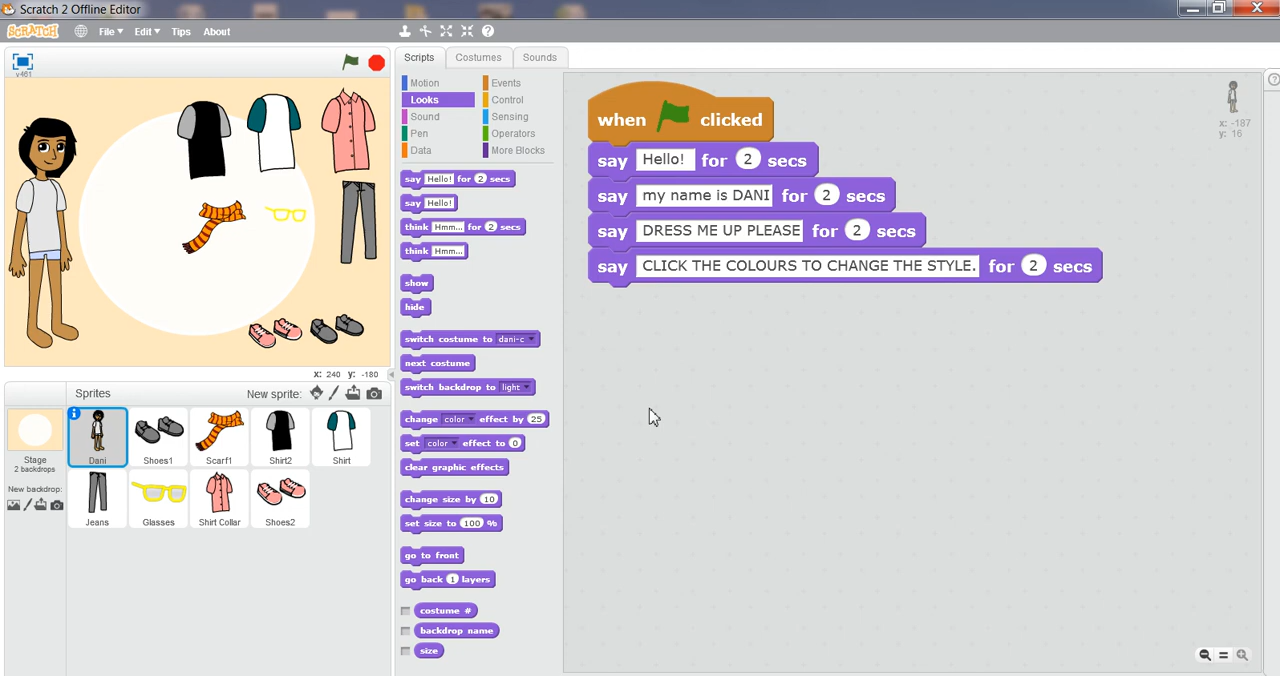 Scratch 2 Offline Editor
SCRATCH File Edit Tips About
v461
Scripts Costumes Sounds
Motion Events
Looks Control
Sound Sensing
Pen Operators
Data More Blocks
say Hello! for 2 secs
say Hello!
think Hmm... for 2 secs
think Hmm...
show
hide
switch costume to dani-c
next costume
switch backdrop to light
change color effect by 25
set color effect to 0
clear graphic effects
change size by 10
set size to 100 %
go to front
go back 1 layers
costume #
backdrop name
size
when clicked
say Hello! for 2 secs
say my name is DANI for 2 secs
say DRESS ME UP PLEASE for 2 secs
say CLICK THE COLOURS TO CHANGE THE STYLE. for 2 secs
x: -187
y: 16
x: 240 y: -180
Sprites New sprite:
Stage
2 backdrops
New backdrop:
Dani Shoes1 Scarf1 Shirt2 Shirt
Jeans Glasses Shirt Collar Shoes2